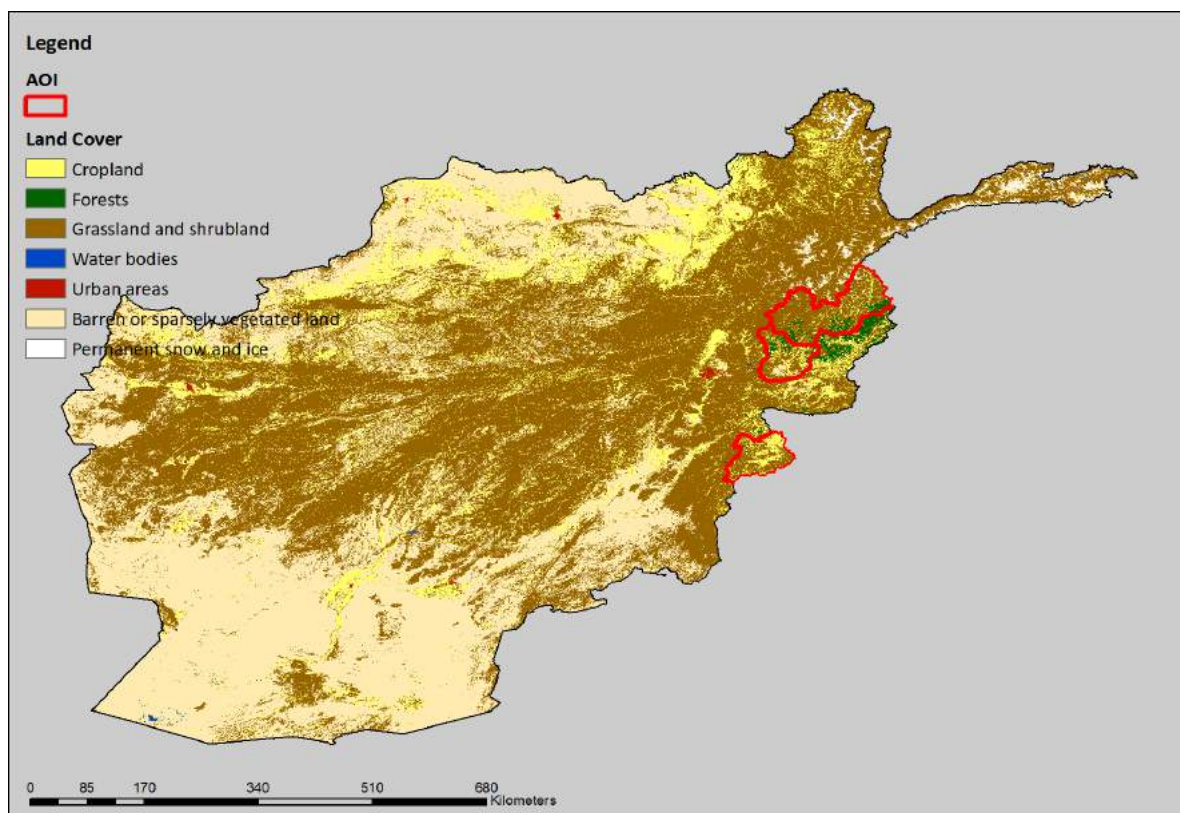 Legend
AOI
Land Cover
Cropland
Forests
Grassland and shrubland
Water bodies
Urban areas
Barren or sparsely vegetated land
Permanent snow and ice
0 85 170 340 510 680
Kilometers